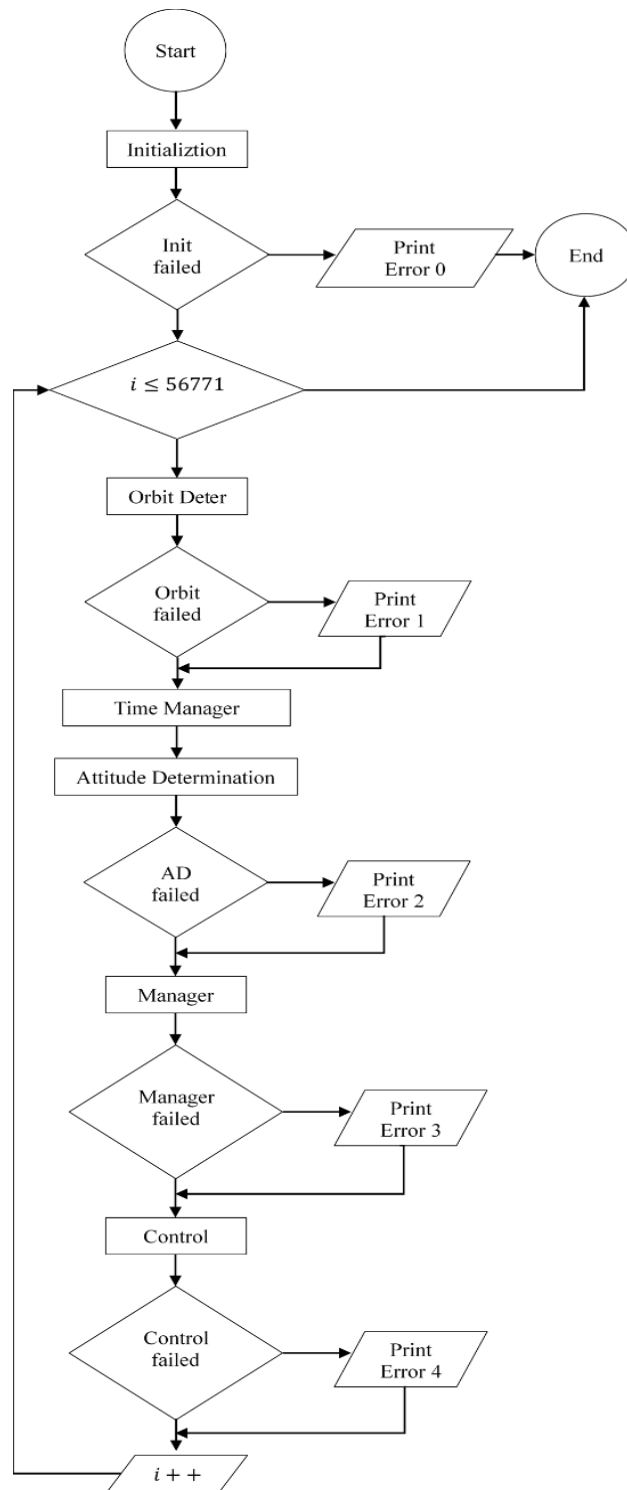 Start
Initializtion
Init
failed
Print
Error 0
End
i ≤ 56771
Orbit Deter
Orbit
failed
Print
Error 1
Time Manager
Attitude Determination
AD
failed
Print
Error 2
Manager
Manager
failed
Print
Error 3
Control
Control
failed
Print
Error 4
i + +